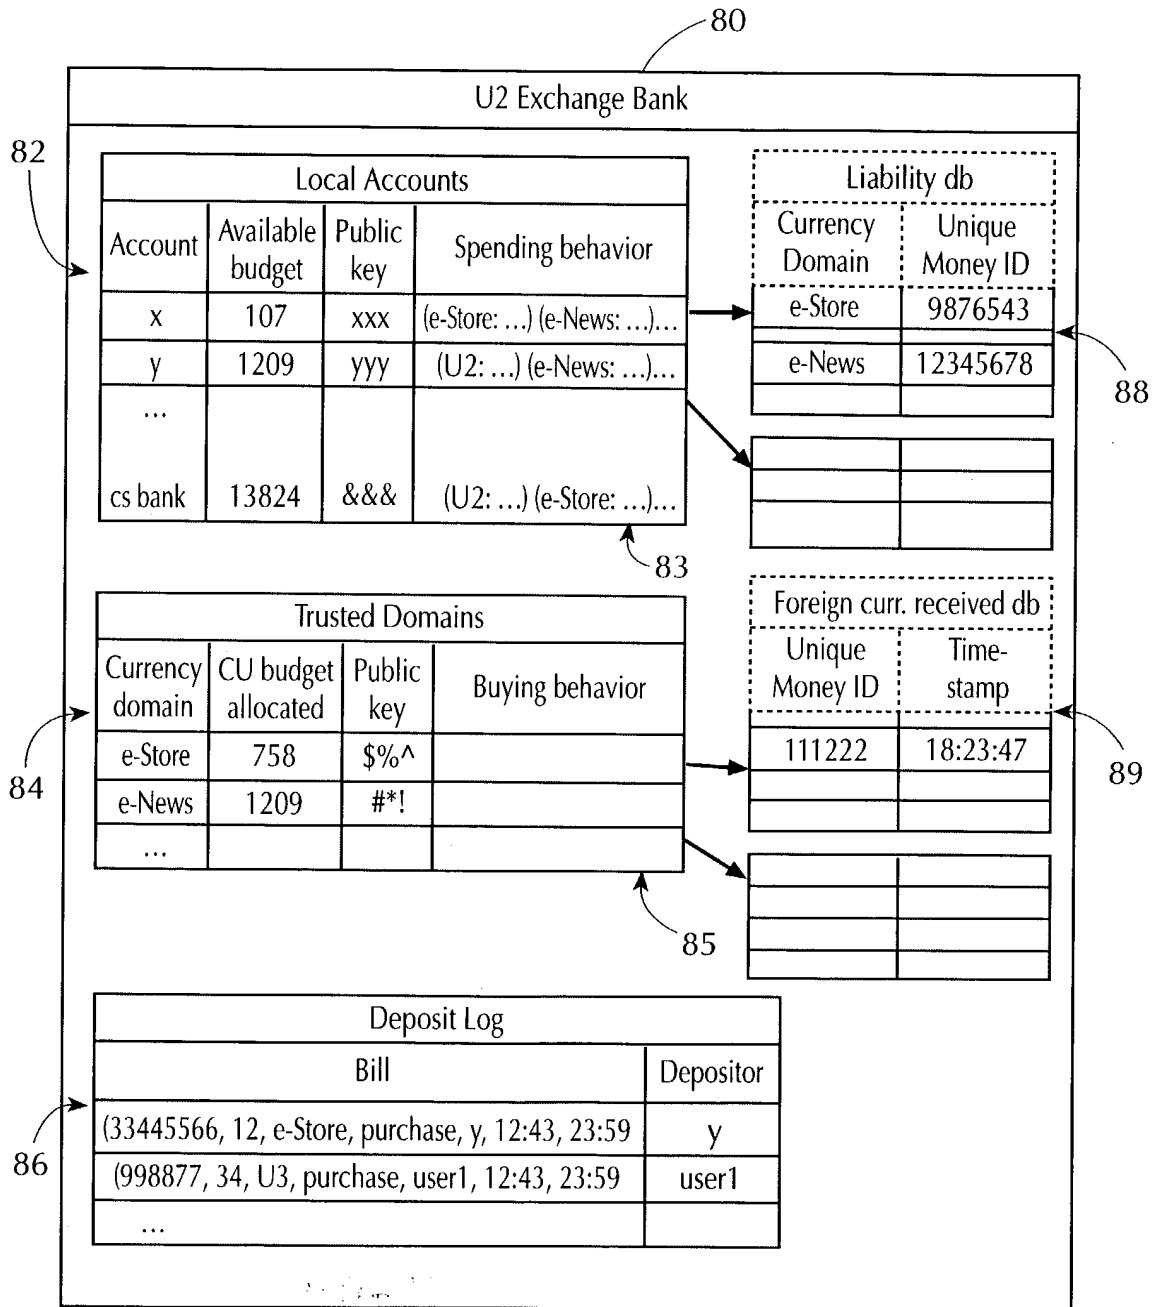 80
U2 Exchange Bank
82
Local Accounts
Account
Available budget
Public key
Spending behavior
x 107 xxx (e-Store: ...) (e-News: ...)...
y 1209 yyy (U2: ...) (e-News: ...)...
...
cs bank 13824 &&& (U2: ...) (e-Store: ...)...
83
Liability db
Currency Domain
Unique Money ID
e-Store 9876543
e-News 12345678
88
Trusted Domains
Currency domain
CU budget allocated
Public key
Buying behavior
e-Store 758 $%^
e-News 1209 #*!
...
84
85
Foreign curr. received db
Unique Money ID
Time-stamp
111222 18:23:47
89
Deposit Log
Bill Depositor
(33445566, 12, e-Store, purchase, y, 12:43, 23:59 y
(998877, 34, U3, purchase, user1, 12:43, 23:59 user1
...
86